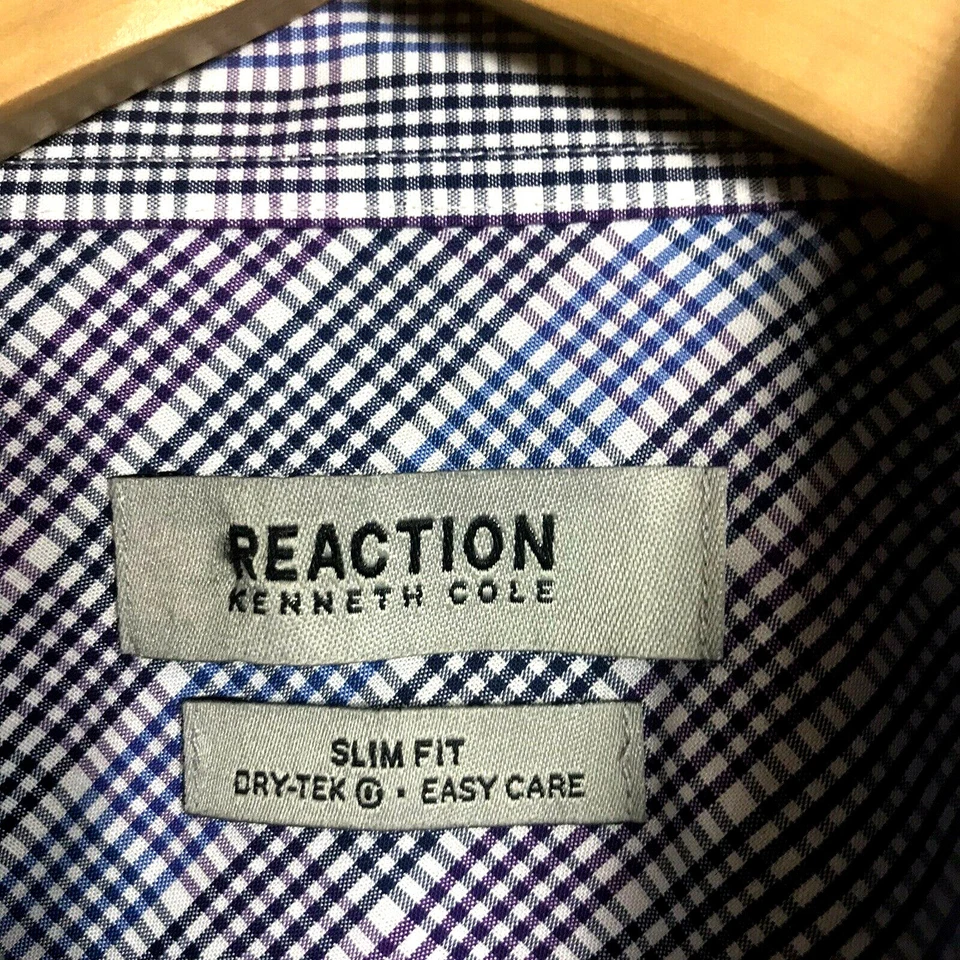 REACTION
KENNETH COLE
SLIM FIT
DRY-TEK G · EASY CARE